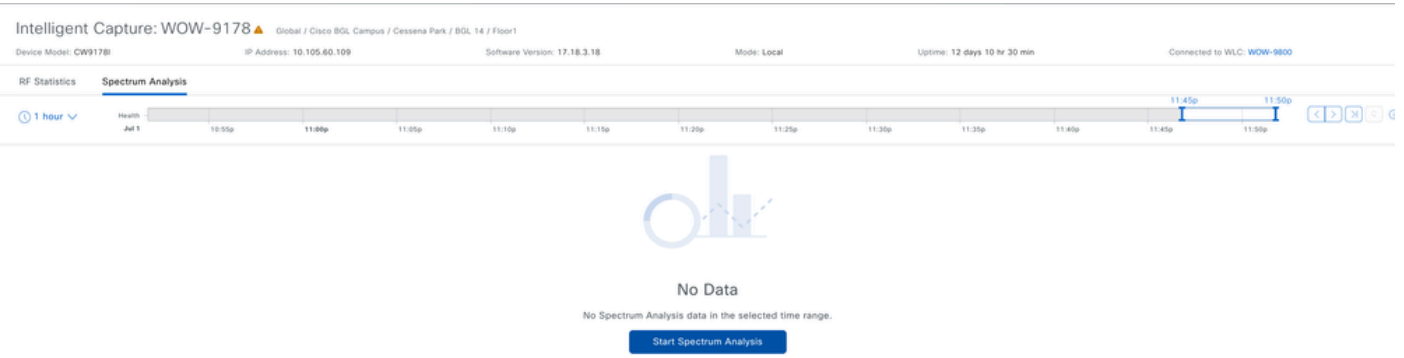 Intelligent Capture: WOW-9178 Global / Cisco BGL Campus / Cessena Park / BGL 14 / Floor1
Device Model: CW9178I IP Address: 10.105.60.109 Software Version: 17.18.3.18 Mode: Local Uptime: 12 days 10 hr 30 min Connected to WLC: WOW-9800
RF Statistics Spectrum Analysis
11:45p 11:50p
1 hour Health
Jul 1 10:55p 11:00p 11:05p 11:10p 11:15p 11:20p 11:25p 11:30p 11:35p 11:40p 11:45p 11:50p
No Data
No Spectrum Analysis data in the selected time range.
Start Spectrum Analysis